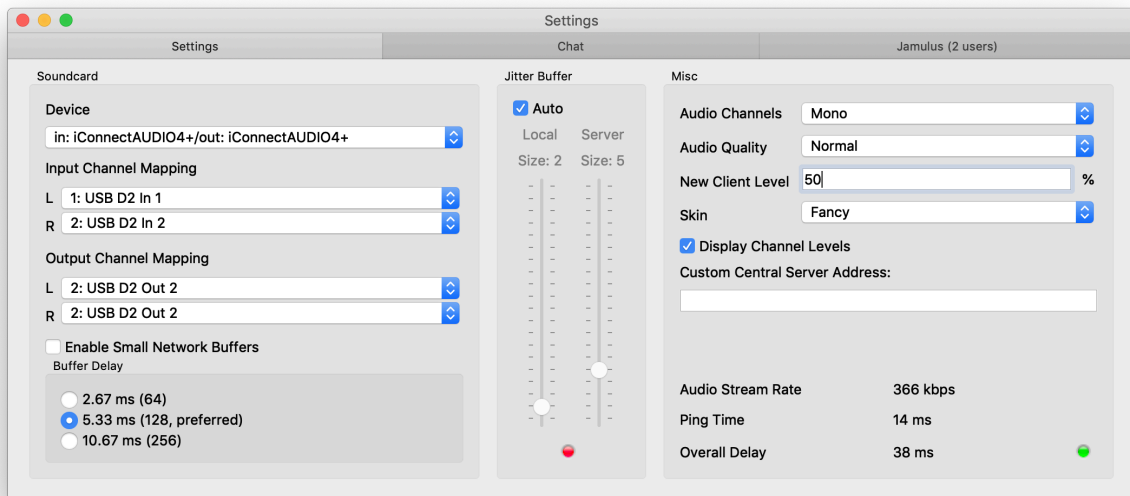 Settings
Settings
Chat
Jamulus (2 users)
Soundcard
Device
in: iConnectAUDIO4+/out: iConnectAUDIO4+
Input Channel Mapping
L 1: USB D2 In 1
R 2: USB D2 In 2
Output Channel Mapping
L 2: USB D2 Out 2
R 2: USB D2 Out 2
Enable Small Network Buffers
Buffer Delay
2.67 ms (64)
5.33 ms (128, preferred)
10.67 ms (256)
Jitter Buffer
Auto
Local Server
Size: 2 Size: 5
Misc
Audio Channels Mono
Audio Quality Normal
New Client Level 50 %
Skin Fancy
Display Channel Levels
Custom Central Server Address:
Audio Stream Rate 366 kbps
Ping Time 14 ms
Overall Delay 38 ms